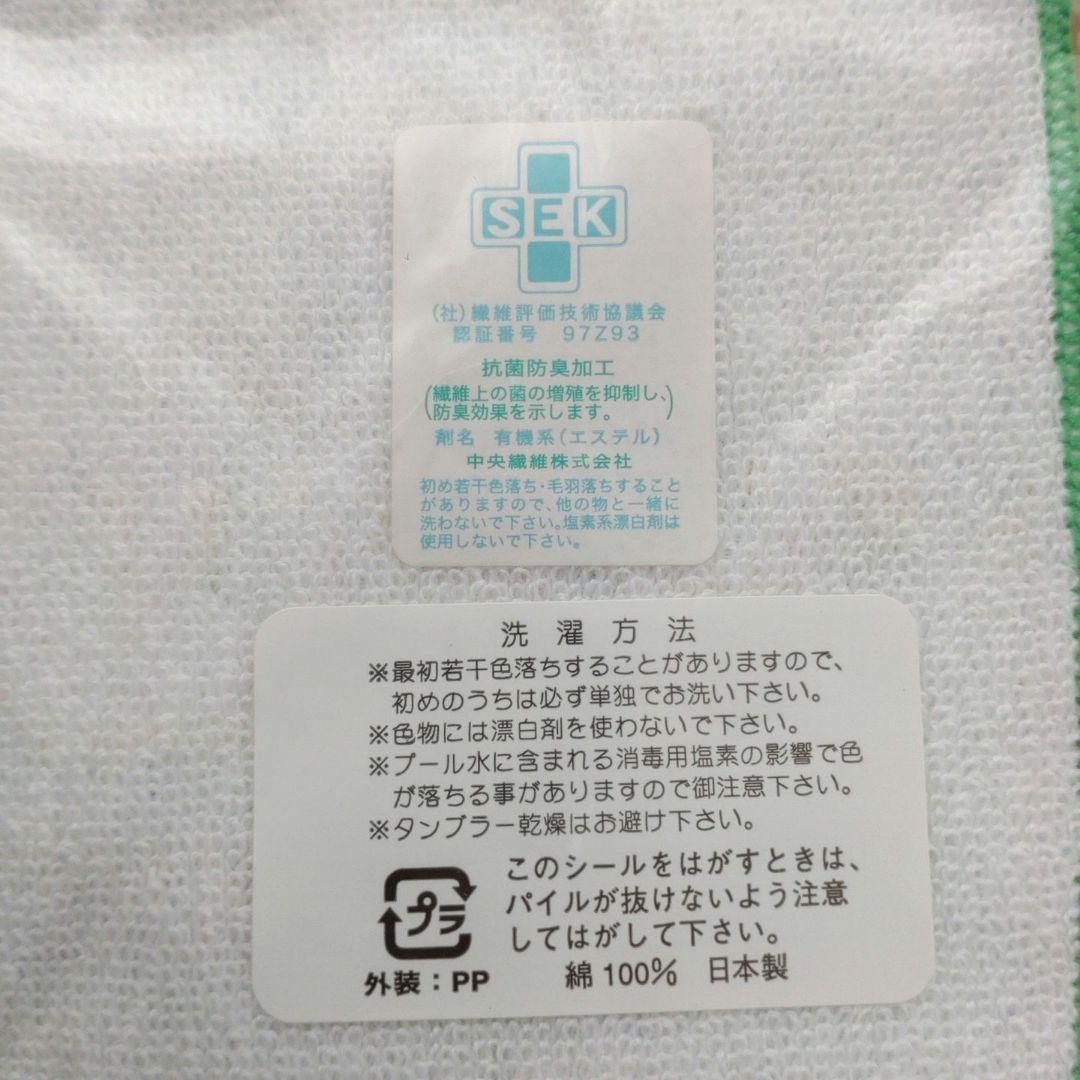 SEK
(社)繊維評価技術協議会
認証番号 97Z93
抗菌防臭加工
(繊維上の菌の増殖を抑制し、
防臭効果を示します。)
剤名 有機系(エステル)
中央繊維株式会社
初め若干色落ち・毛羽落ちすること
がありますので、他の物と一緒に
洗わないで下さい。塩素系漂白剤は
使用しないで下さい。
洗濯方法
※最初若干色落ちすることがありますので、
初めのうちは必ず単独でお洗い下さい。
※色物には漂白剤を使わないで下さい。
※プール水に含まれる消毒用塩素の影響で色
が落ちる事がありますので御注意下さい。
※タンブラー乾燥はお避け下さい。
このシールをはがすときは、
パイルが抜けないよう注意
してはがして下さい。
プラ
外装：PP
綿100% 日本製